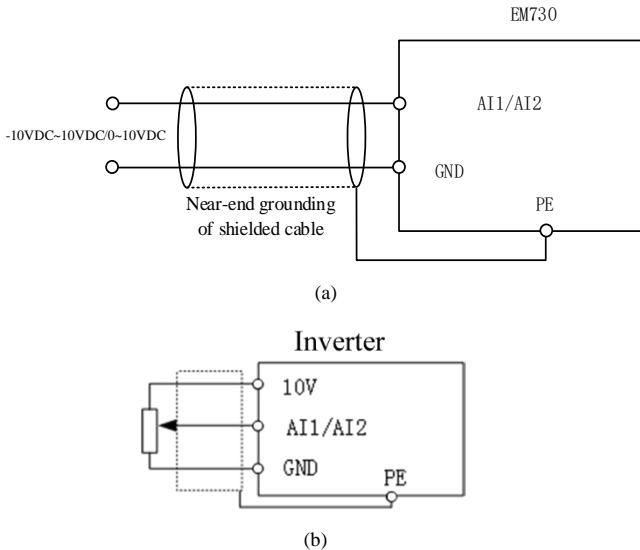 EM730
AI1/AI2
-10VDC~10VDC/0~10VDC
GND
Near-end grounding
of shielded cable
PE
(a)
Inverter
10V
AI1/AI2
GND
PE
(b)